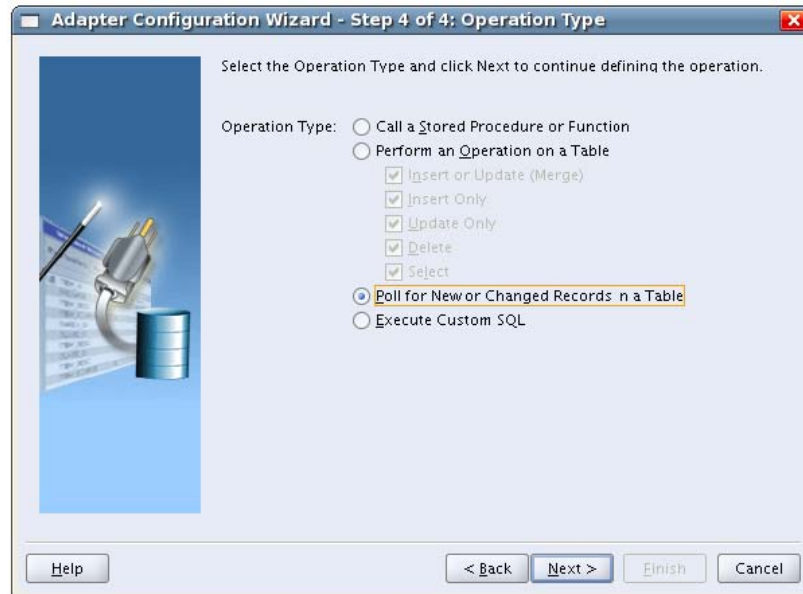 Adapter Configuration Wizard - Step 4 of 4: Operation Type
Select the Operation Type and click Next to continue defining the operation.
Operation Type: Call a Stored Procedure or Function
Perform an Operation on a Table
Insert or Update (Merge)
Insert Only
Update Only
Delete
Select
Poll for New or Changed Records n a Table
Execute Custom SQL
Help < Back Next > Finish Cancel